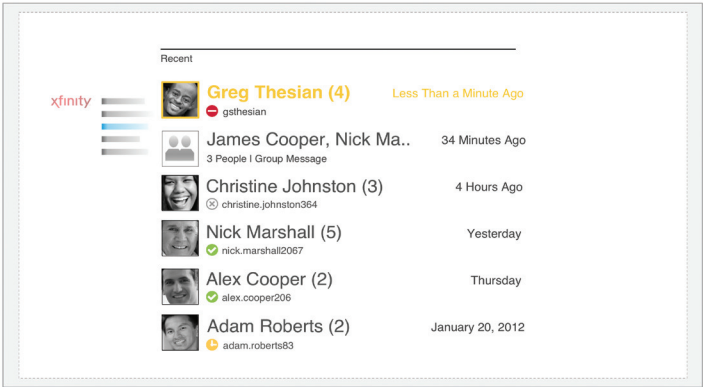 Recent
xfinity
Greg Thesian (4) Less Than a Minute Ago
gsthesian
James Cooper, Nick Ma.. 34 Minutes Ago
3 People | Group Message
Christine Johnston (3) 4 Hours Ago
christine.johnston364
Nick Marshall (5) Yesterday
nick.marshall2067
Alex Cooper (2) Thursday
alex.cooper206
Adam Roberts (2) January 20, 2012
adam.roberts83